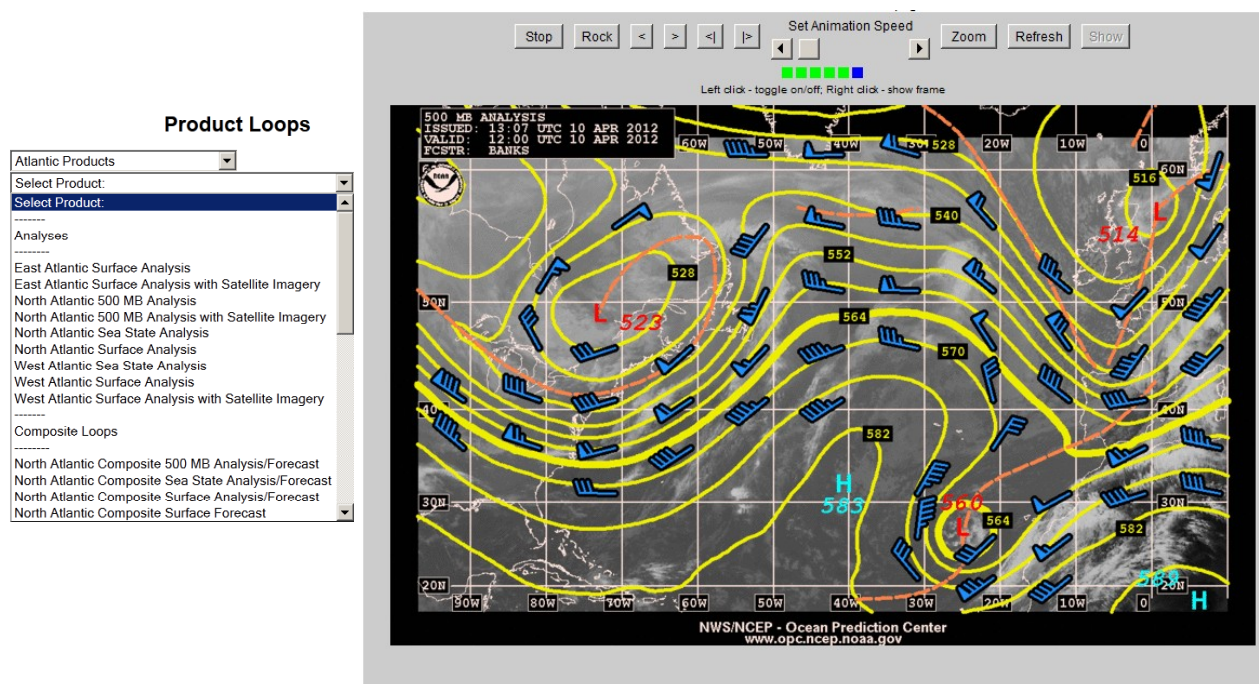 Product Loops
Atlantic Products
Select Product:
Select Product:
-------
Analyses
--------
East Atlantic Surface Analysis
East Atlantic Surface Analysis with Satellite Imagery
North Atlantic 500 MB Analysis
North Atlantic 500 MB Analysis with Satellite Imagery
North Atlantic Sea State Analysis
North Atlantic Surface Analysis
West Atlantic Sea State Analysis
West Atlantic Surface Analysis
West Atlantic Surface Analysis with Satellite Imagery
-------
Composite Loops
--------
North Atlantic Composite 500 MB Analysis/Forecast
North Atlantic Composite Sea State Analysis/Forecast
North Atlantic Composite Surface Analysis/Forecast
North Atlantic Composite Surface Forecast
Set Animation Speed
Stop Rock < > <| |> Zoom Refresh Show
Left click - toggle on/off; Right click - show frame
500 MB ANALYSIS
ISSUED: 13:07 UTC 10 APR 2012
VALID: 12:00 UTC 10 APR 2012
FCSTR: BANKS
60W 50W 40W 528 20W 10W 0
60N
516
L
514
540
552
528
50N 50N
L 523
564
570
40N
582
H
583
30N 560 30N
L 564
582
589
20N 20N
H
90W 80W 70W 60W 50W 40W 30W 20W 10W 0
NWS/NCEP - Ocean Prediction Center
www.opc.ncep.noaa.gov